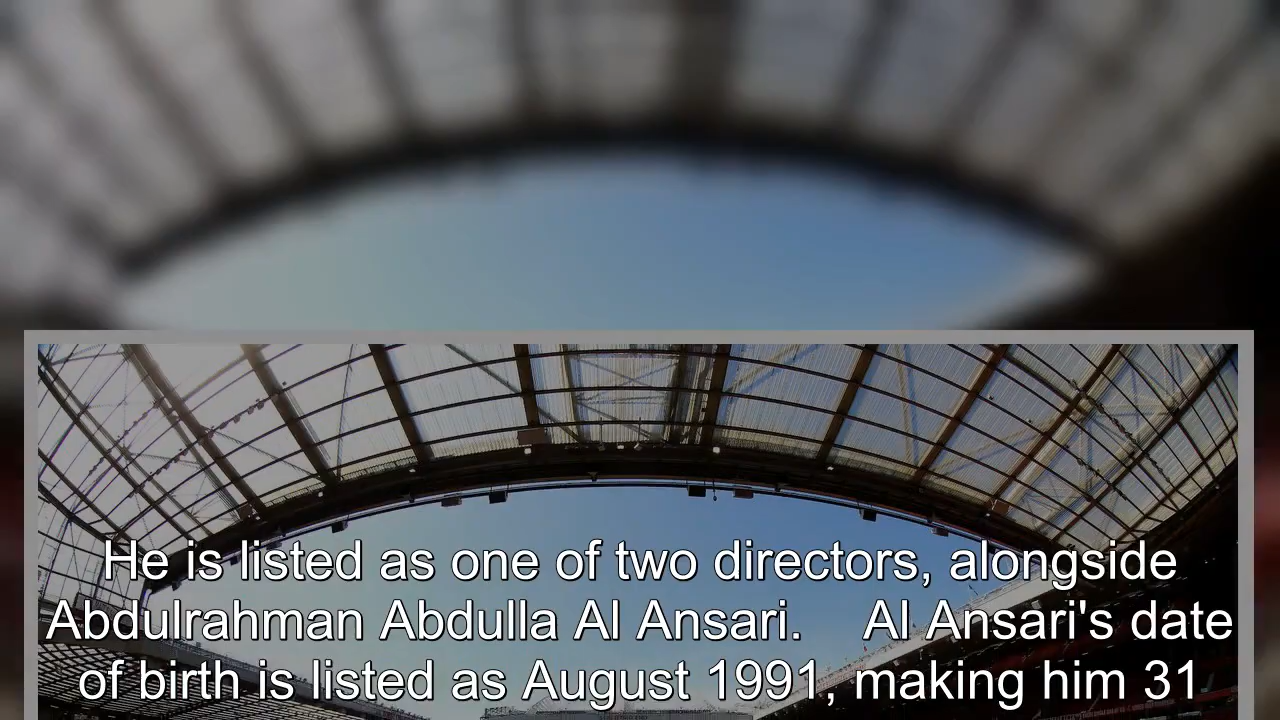 He is listed as one of two directors, alongside
Abdulrahman Abdulla Al Ansari. Al Ansari's date
of birth is listed as August 1991, making him 31